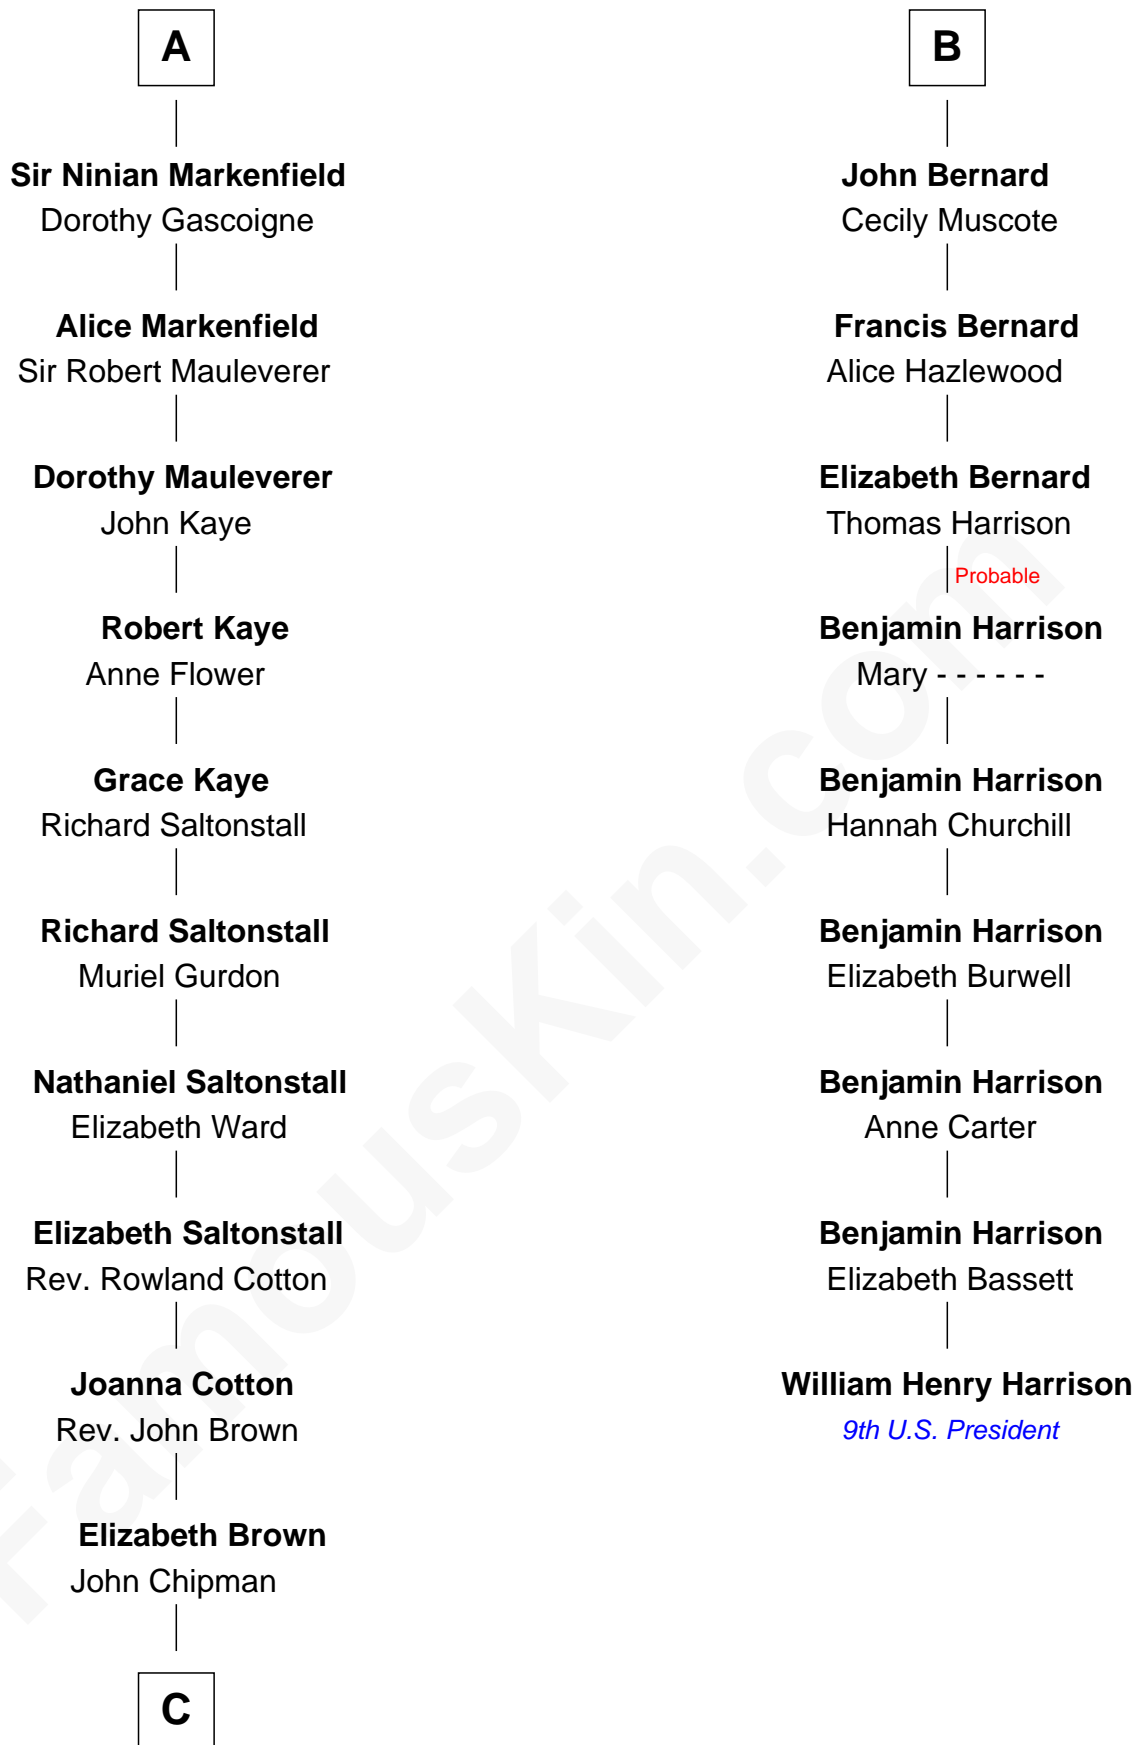 A
Sir Ninian Markenfield
Dorothy Gascoigne
Alice Markenfield
Sir Robert Mauleverer
Dorothy Mauleverer
John Kaye
Robert Kaye
Anne Flower
Grace Kaye
Richard Saltonstall
Richard Saltonstall
Muriel Gurdon
Nathaniel Saltonstall
Elizabeth Ward
Elizabeth Saltonstall
Rev. Rowland Cotton
Joanna Cotton
Rev. John Brown
Elizabeth Brown
John Chipman
C
B
John Bernard
Cecily Muscote
Francis Bernard
Alice Hazlewood
Elizabeth Bernard
Thomas Harrison
Probable
Benjamin Harrison
Mary - - - - - -
Benjamin Harrison
Hannah Churchill
Benjamin Harrison
Elizabeth Burwell
Benjamin Harrison
Anne Carter
Benjamin Harrison
Elizabeth Bassett
William Henry Harrison
9th U.S. President
FamousKin.com